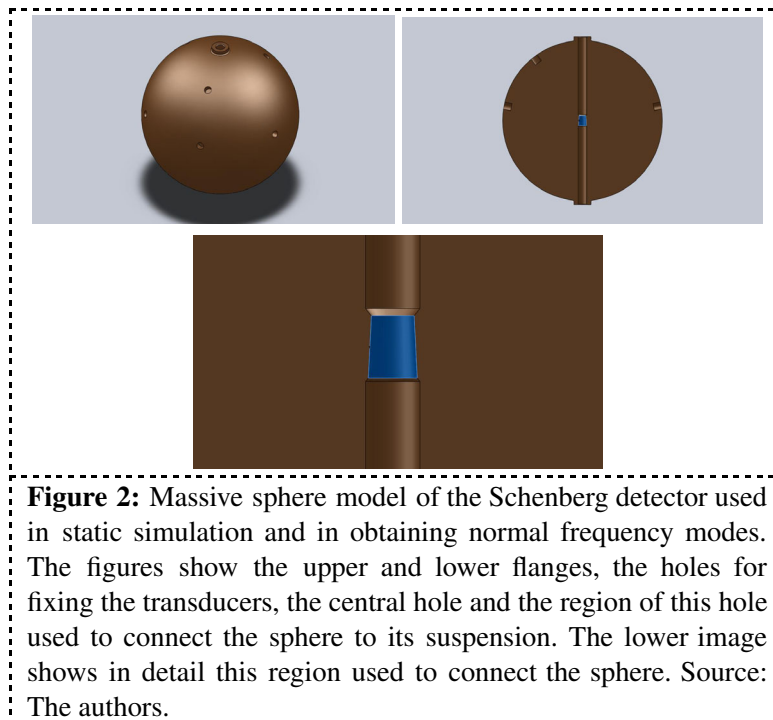 Figure 2: Massive sphere model of the Schenberg detector used
in static simulation and in obtaining normal frequency modes.
The figures show the upper and lower flanges, the holes for
fixing the transducers, the central hole and the region of this hole
used to connect the sphere to its suspension. The lower image
shows in detail this region used to connect the sphere. Source:
The authors.